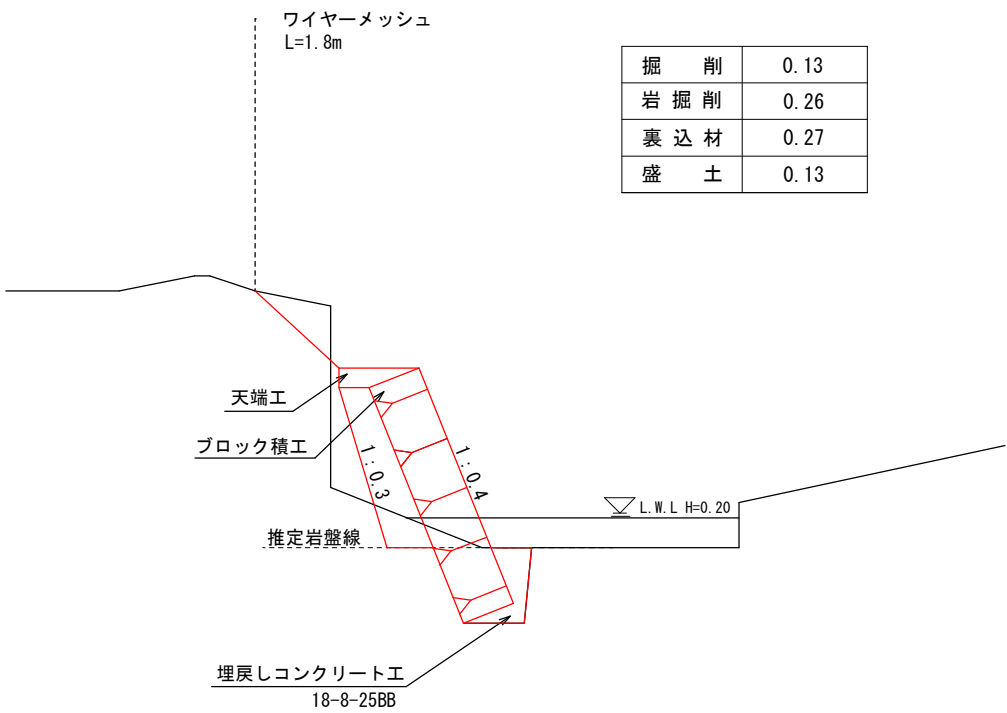 ワイヤーメッシュ
L=1.8m
掘 削 0.13
岩 掘 削 0.26
裏 込 材 0.27
盛 土 0.13
天端工
ブロック積工
1:0.3
1:0.4
L.W.L H=0.20
推定岩盤線
埋戻しコンクリート工
18-8-25BB